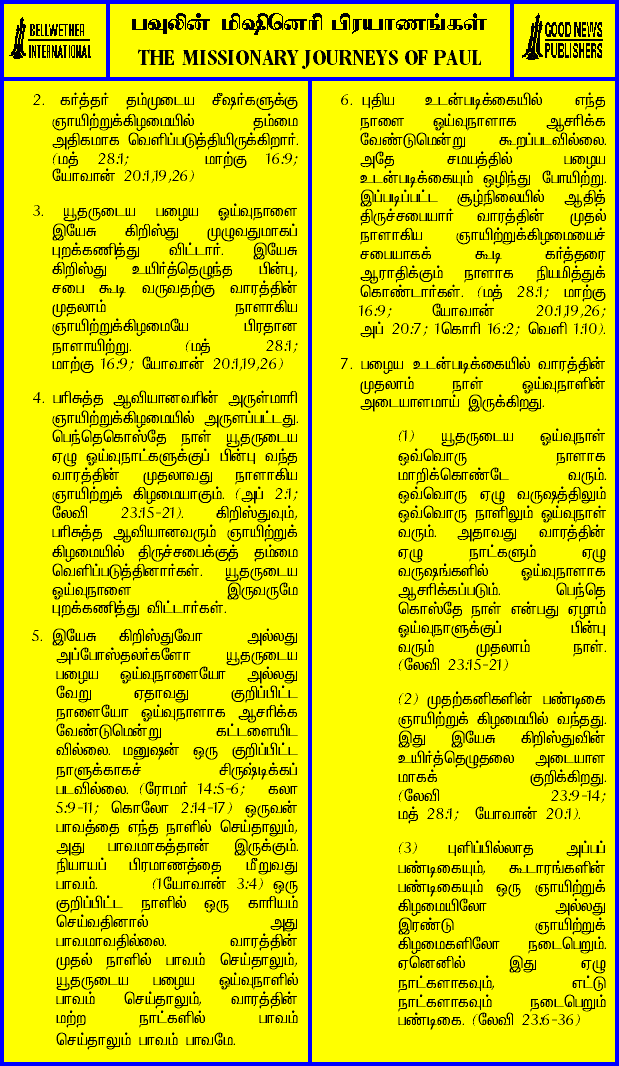 BELLWETHER
INTERNATIONAL
பவுலின் மிஷினெரி பிரயாணங்கள்
THE MISSIONARY JOURNEYS OF PAUL
GOOD NEWS
PUBLISHERS
2. கர்த்தர் தம்முடைய சீஷர்களுக்கு
ஞாயிற்றுக்கிழமையில் தம்மை
அதிகமாக வெளிப்படுத்தியிருக்கிறார்.
(மத் 28:1; மாற்கு 16:9;
யோவான் 20:1,19,26)
3. யூதருடைய பழைய ஓய்வுநாளை
இயேசு கிறிஸ்து முழுவதுமாகப்
புறக்கணித்து விட்டார். இயேசு
கிறிஸ்து உயிர்த்தெழுந்த பின்பு,
சபை கூடி வருவதற்கு வாரத்தின்
முதலாம் நாளாகிய
ஞாயிற்றுக்கிழமையே பிரதான
நாளாயிற்று. (மத் 28:1;
மாற்கு 16:9; யோவான் 20:1,19,26)
4. பரிசுத்த ஆவியானவரின் அருள்மாரி
ஞாயிற்றுக்கிழமையில் அருளப்பட்டது.
பெந்தெகொஸ்தே நாள் யூதருடைய
ஏழு ஓய்வுநாட்களுக்குப் பின்பு வந்த
வாரத்தின் முதலாவது நாளாகிய
ஞாயிற்றுக் கிழமையாகும். (அப் 2:1;
லேவி 23:15-21). கிறிஸ்துவும்,
பரிசுத்த ஆவியானவரும் ஞாயிற்றுக்
கிழமையில் திருச்சபைக்குத் தம்மை
வெளிப்படுத்தினார்கள். யூதருடைய
ஓய்வுநாளை இருவருமே
புறக்கணித்து விட்டார்கள்.
5. இயேசு கிறிஸ்துவோ அல்லது
அப்போஸ்தலர்களோ யூதருடைய
பழைய ஓய்வுநாளையோ அல்லது
வேறு ஏதாவது குறிப்பிட்ட
நாளையோ ஓய்வுநாளாக ஆசரிக்க
வேண்டுமென்று கட்டளையிட
வில்லை. மனுஷன் ஒரு குறிப்பிட்ட
நாளுக்காகச் சிருஷ்டிக்கப்
படவில்லை. (ரோமர் 14:5-6; கலா
5:9-11; கொலோ 2:14-17) ஒருவன்
பாவத்தை எந்த நாளில் செய்தாலும்,
அது பாவமாகத்தான் இருக்கும்.
நியாயப் பிரமாணத்தை மீறுவது
பாவம். (1யோவான் 3:4) ஒரு
குறிப்பிட்ட நாளில் ஒரு காரியம்
செய்வதினால் அது
பாவமாவதில்லை. வாரத்தின்
முதல் நாளில் பாவம் செய்தாலும்,
யூதருடைய பழைய ஓய்வுநாளில்
பாவம் செய்தாலும், வாரத்தின்
மற்ற நாட்களில் பாவம்
செய்தாலும் பாவம் பாவமே.
6. புதிய உடன்படிக்கையில் எந்த
நாளை ஓய்வுநாளாக ஆசரிக்க
வேண்டுமென்று கூறப்படவில்லை.
அதே சமயத்தில் பழைய
உடன்படிக்கையும் ஒழிந்து போயிற்று.
இப்படிப்பட்ட சூழ்நிலையில் ஆதித்
திருச்சபையார் வாரத்தின் முதல்
நாளாகிய ஞாயிற்றுக்கிழமையைச்
சபையாகக் கூடி கர்த்தரை
ஆராதிக்கும் நாளாக நியமித்துக்
கொண்டார்கள். (மத் 28:1; மாற்கு
16:9; யோவான் 20:1,19,26;
அப் 20:7; 1கொரி 16:2; வெளி 1:10).
7. பழைய உடன்படிக்கையில் வாரத்தின்
முதலாம் நாள் ஓய்வுநாளின்
அடையாளமாய் இருக்கிறது.
(1) யூதருடைய ஓய்வுநாள்
ஒவ்வொரு நாளாக
மாறிக்கொண்டே வரும்.
ஒவ்வொரு ஏழு வருஷத்திலும்
ஒவ்வொரு நாளிலும் ஓய்வுநாள்
வரும். அதாவது வாரத்தின்
ஏழு நாட்களும் ஏழு
வருஷங்களில் ஓய்வுநாளாக
ஆசரிக்கப்படும். பெந்தெ
கொஸ்தே நாள் என்பது ஏழாம்
ஓய்வுநாளுக்குப் பின்பு
வரும் முதலாம் நாள்.
(லேவி 23:15-21)
(2) முதற்கனிகளின் பண்டிகை
ஞாயிற்றுக் கிழமையில் வந்தது.
இது இயேசு கிறிஸ்துவின்
உயிர்த்தெழுதலை அடையாள
மாகக் குறிக்கிறது.
(லேவி 23:9-14;
மத் 28:1; யோவான் 20:1).
(3) புளிப்பில்லாத அப்பப்
பண்டிகையும், கூடாரங்களின்
பண்டிகையும் ஒரு ஞாயிற்றுக்
கிழமையிலோ அல்லது
இரண்டு ஞாயிற்றுக்
கிழமைகளிலோ நடைபெறும்.
ஏனெனில் இது ஏழு
நாட்களாகவும், எட்டு
நாட்களாகவும் நடைபெறும்
பண்டிகை. (லேவி 23:6-36)